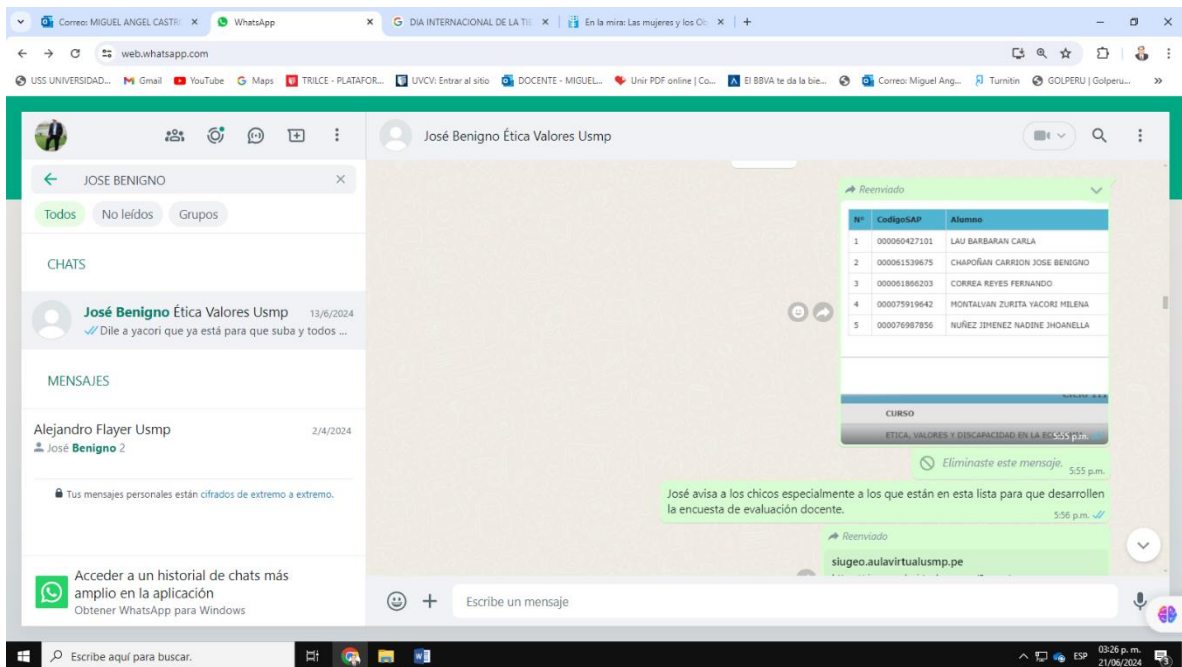 Correo: MIGUEL ANGEL CASTR
WhatsApp
DIA INTERNACIONAL DE LA TIE
En la mira: Las mujeres y los Ob
web.whatsapp.com
USS UNIVERSIDAD...
Gmail
YouTube
Maps
TRILCE - PLATAFOR...
UVCV: Entrar al sitio
DOCENTE - MIGUEL...
Unir PDF online | Co...
El BBVA te da la bie...
Correo: Miguel Ang...
Turnitin
GOLPERU | Golperu...
JOSE BENIGNO
Todos
No leídos
Grupos
CHATS
José Benigno Ética Valores Usmp 13/6/2024
Dile a yacori que ya está para que suba y todos ...
MENSAJES
Alejandro Flayer Usmp 2/4/2024
José Benigno 2
Tus mensajes personales están cifrados de extremo a extremo.
Acceder a un historial de chats más
amplio en la aplicación
Obtener WhatsApp para Windows
José Benigno Ética Valores Usmp
Reenviado
Nº CodigoSAP Alumno
1 000060427101 LAU BARBARAN CARLA
2 000061539675 CHAPOÑAN CARRION JOSE BENIGNO
3 000061866203 CORREA REYES FERNANDO
4 000075919642 MONTALVAN ZURITA YACORI MILENA
5 000076987856 NUÑEZ JIMENEZ NADINE JHOANELLA
CURSO
ETICA, VALORES Y DISCAPACIDAD EN LA
5:55 p.m.
Eliminaste este mensaje. 5:55 p.m.
José avisa a los chicos especialmente a los que están en esta lista para que desarrollen
la encuesta de evaluación docente.
5:56 p.m.
Reenviado
siugeo.aulavirtualusmp.pe
Escribe un mensaje
Escribe aquí para buscar.
ESP
03:26 p. m.
21/06/2024